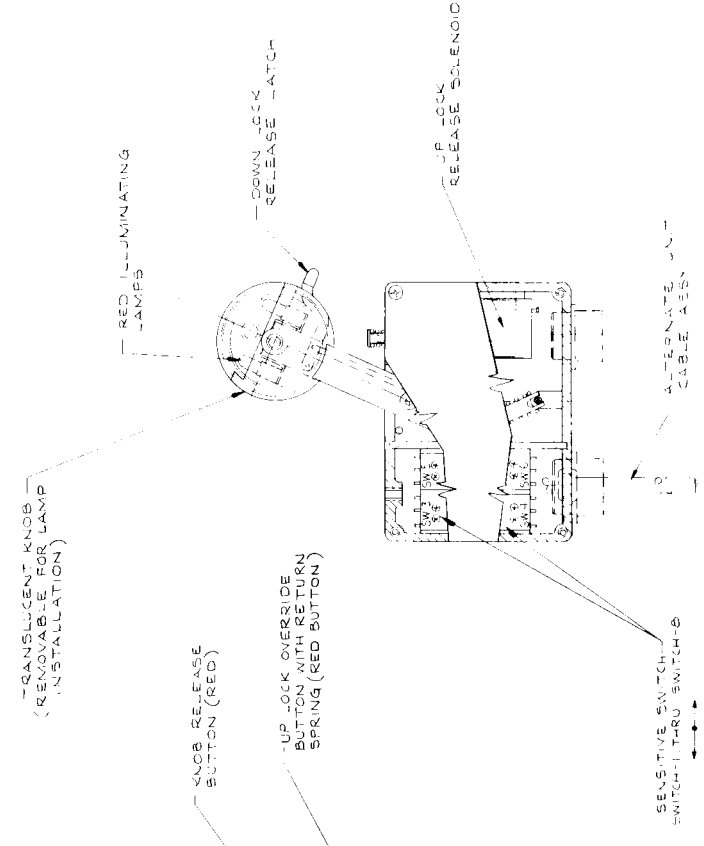 TRANSLUCENT KNOB
(REMOVABLE FOR LAMP
INSTALLATION)
RED ILLUMINATING
LAMPS
DOWN LOCK
RELEASE LATCH
UP LOCK
RELEASE SOLENOID
KNOB RELEASE
BUTTON (RED)
UP LOCK OVERRIDE
BUTTON WITH RETURN
SPRING (RED BUTTON)
SENSITIVE SWITCH
SWITCH-1 THRU SWITCH-8
ALTERNATE
CABLE ASSY